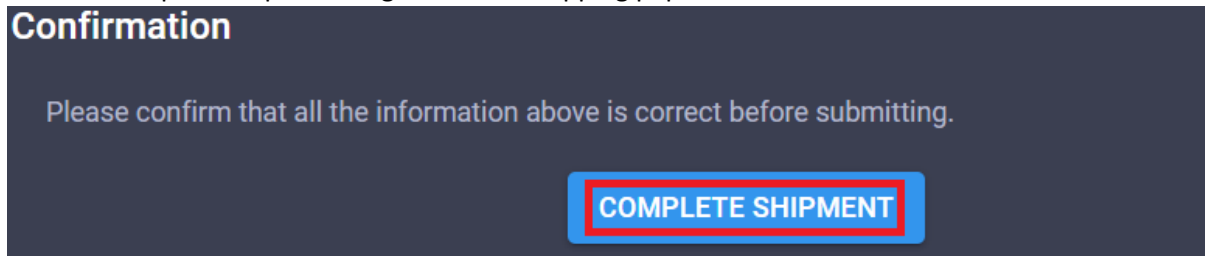 Confirmation
Please confirm that all the information above is correct before submitting.
COMPLETE SHIPMENT